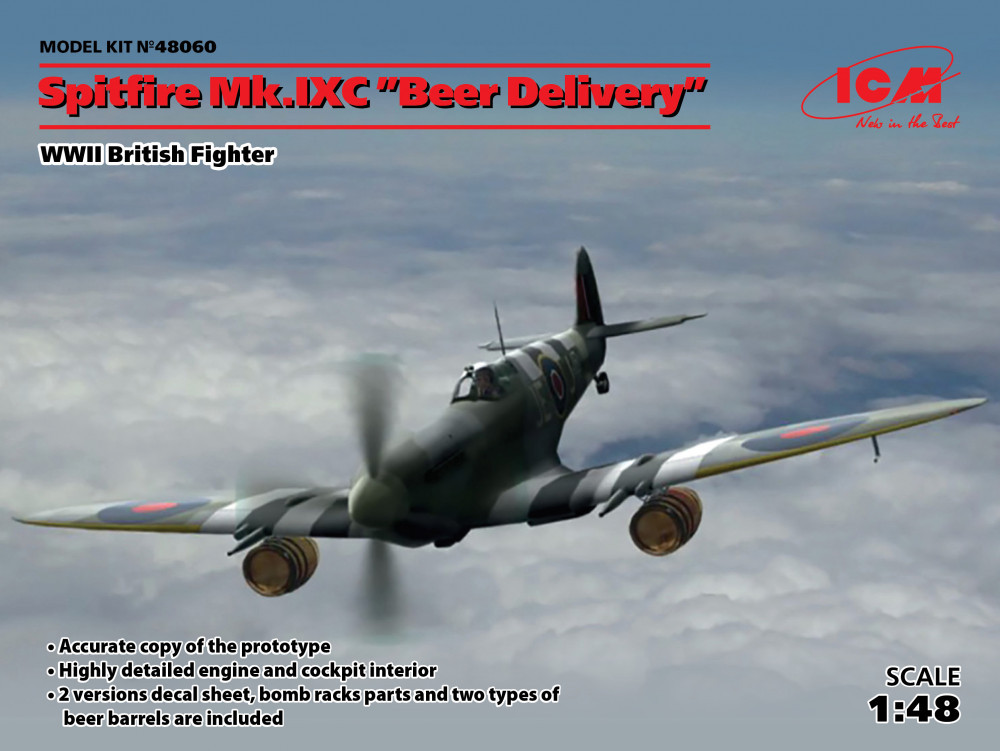 MODEL KIT №48060
Spitfire Mk.IXC "Beer Delivery"
WWII British Fighter
ICM
New in the Best
• Accurate copy of the prototype
• Highly detailed engine and cockpit interior
• 2 versions decal sheet, bomb racks parts and two types of
beer barrels are included
SCALE
1:48